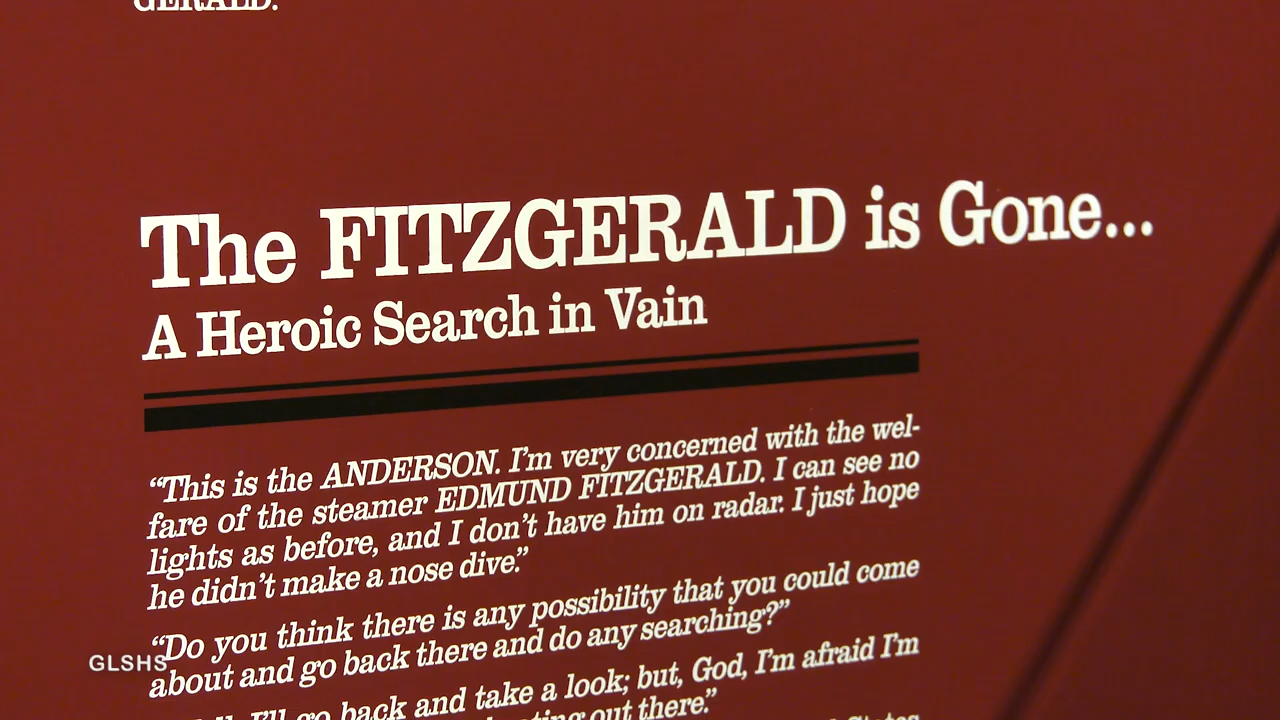 GERALD.
The FITZGERALD is Gone...
A Heroic Search in Vain
“This is the ANDERSON. I’m very concerned with the wel-
fare of the steamer EDMUND FITZGERALD. I can see no
lights as before, and I don’t have him on radar. I just hope
he didn’t make a nose dive.”
“Do you think there is any possibility that you could come
about and go back there and do any searching?”
GLSHS
I’ll go back and take a look; but, God, I’m afraid I’m
out there.”
States